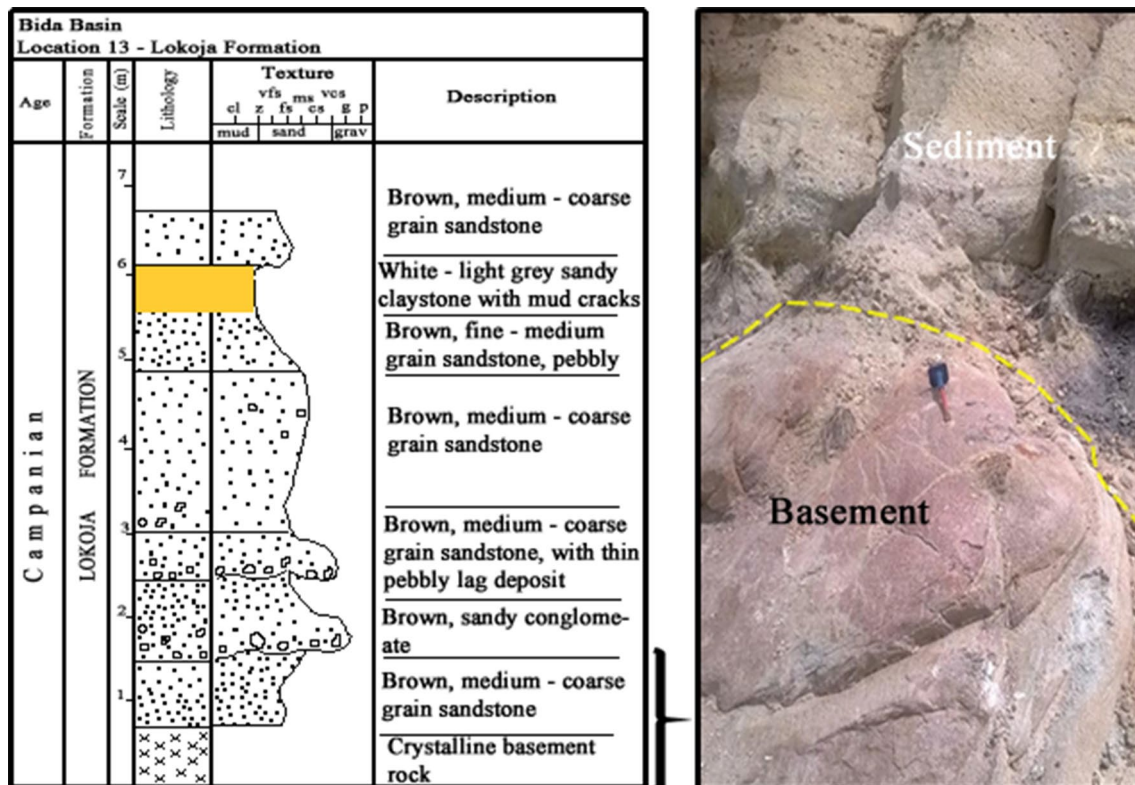 Bida Basin
Location 13 - Lokoja Formation
Age
Formation
Scale (m)
Lithology
Texture
vfs ms vcs
cl z fs cs g p
mud sand grav
Description
Campanian
LOKOJA FORMATION
7
6
5
4
3
2
1
Brown, medium - coarse
grain sandstone
White - light grey sandy
claystone with mud cracks
Brown, fine - medium
grain sandstone, pebbly
Brown, medium - coarse
grain sandstone
Brown, medium - coarse
grain sandstone, with thin
pebbly lag deposit
Brown, sandy conglome-
ate
Brown, medium - coarse
grain sandstone
Crystalline basement
rock
Sediment
Basement